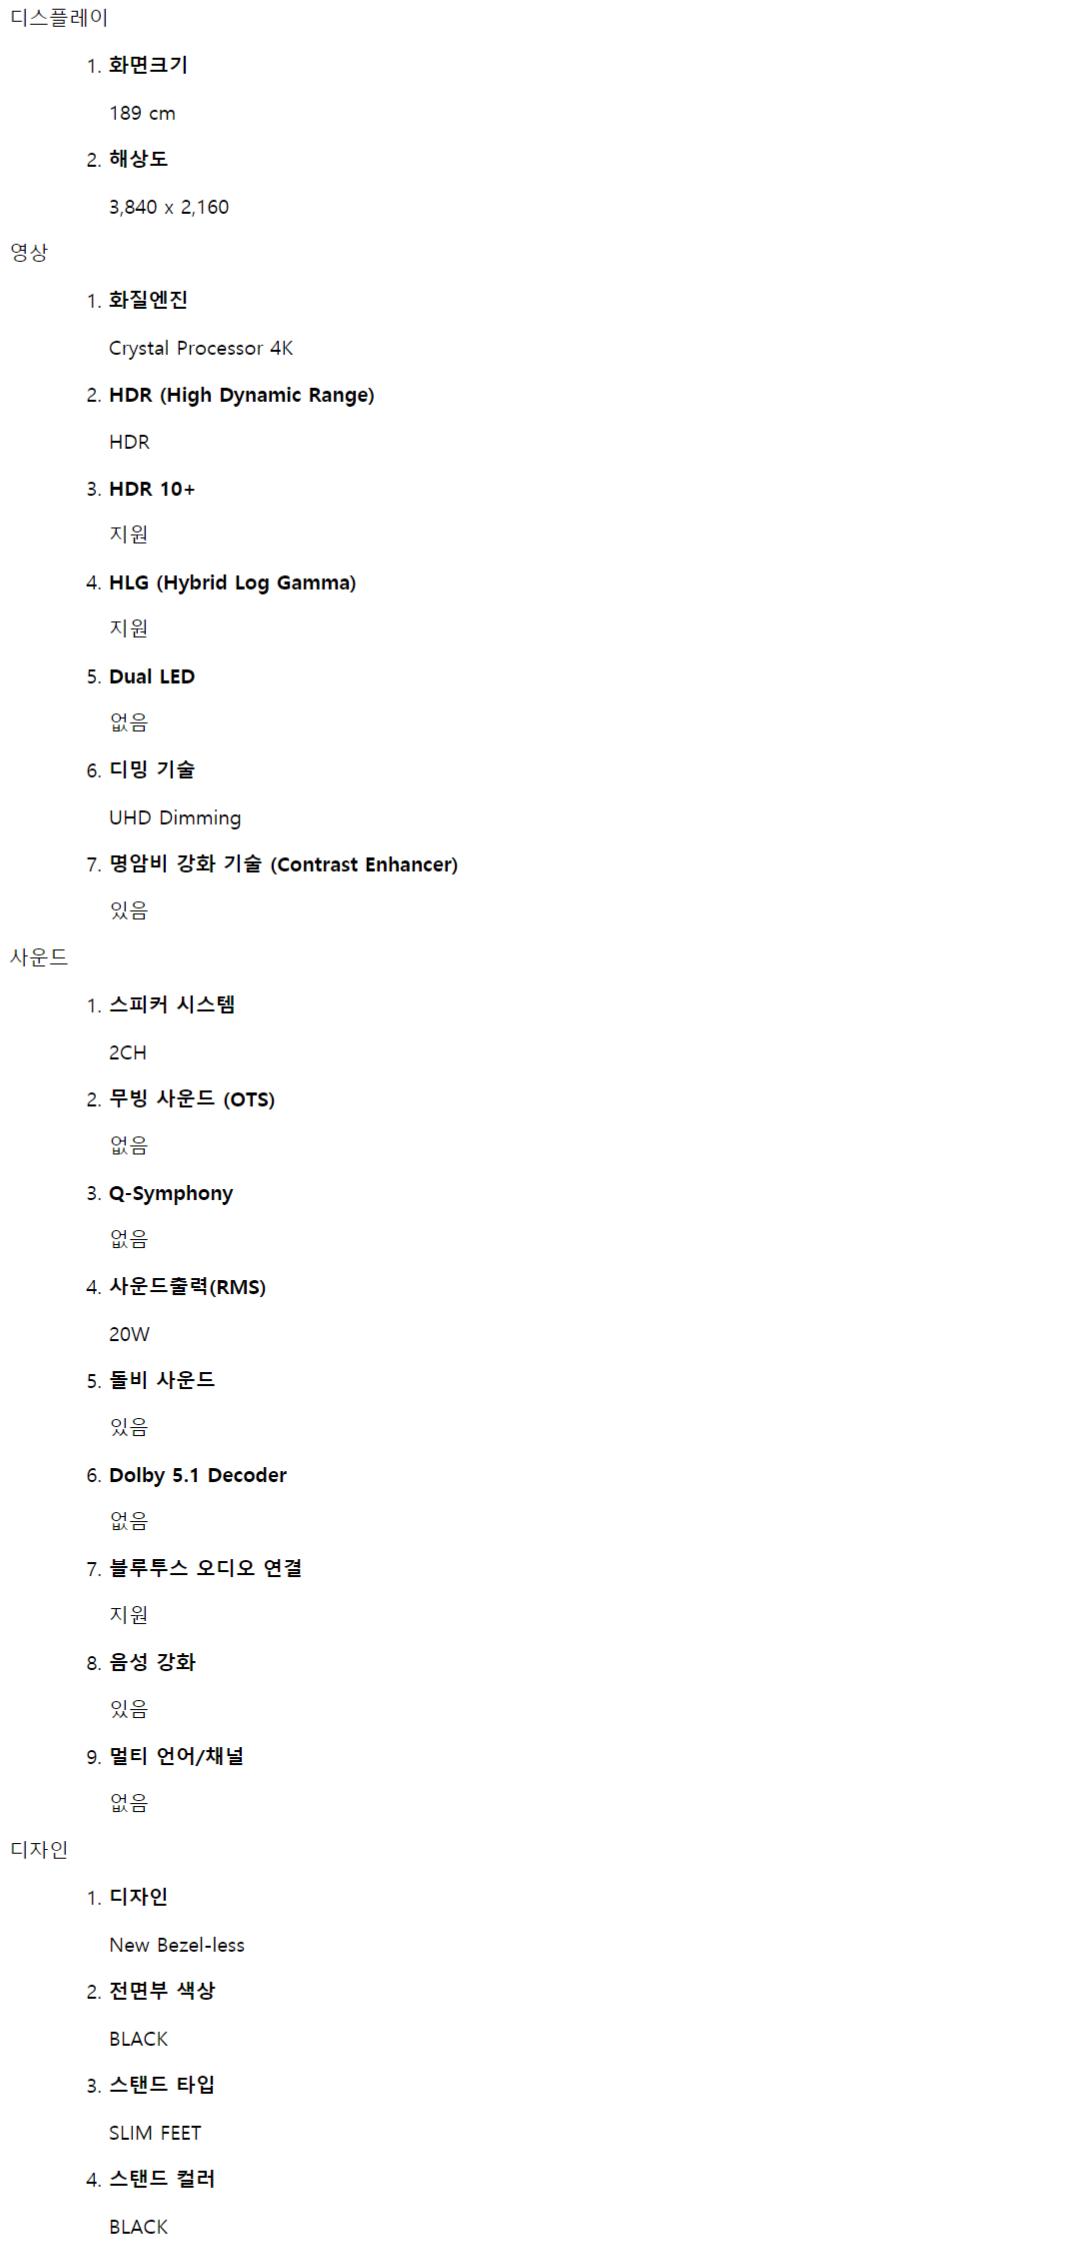 디스플레이
1. 화면크기
189 cm
2. 해상도
3,840 x 2,160
영상
1. 화질엔진
Crystal Processor 4K
2. HDR (High Dynamic Range)
HDR
3. HDR 10+
지원
4. HLG (Hybrid Log Gamma)
지원
5. Dual LED
없음
6. 디밍 기술
UHD Dimming
7. 명암비 강화 기술 (Contrast Enhancer)
있음
사운드
1. 스피커 시스템
2CH
2. 무빙 사운드 (OTS)
없음
3. Q-Symphony
없음
4. 사운드출력(RMS)
20W
5. 돌비 사운드
있음
6. Dolby 5.1 Decoder
없음
7. 블루투스 오디오 연결
지원
8. 음성 강화
있음
9. 멀티 언어/채널
없음
디자인
1. 디자인
New Bezel-less
2. 전면부 색상
BLACK
3. 스탠드 타입
SLIM FEET
4. 스탠드 컬러
BLACK